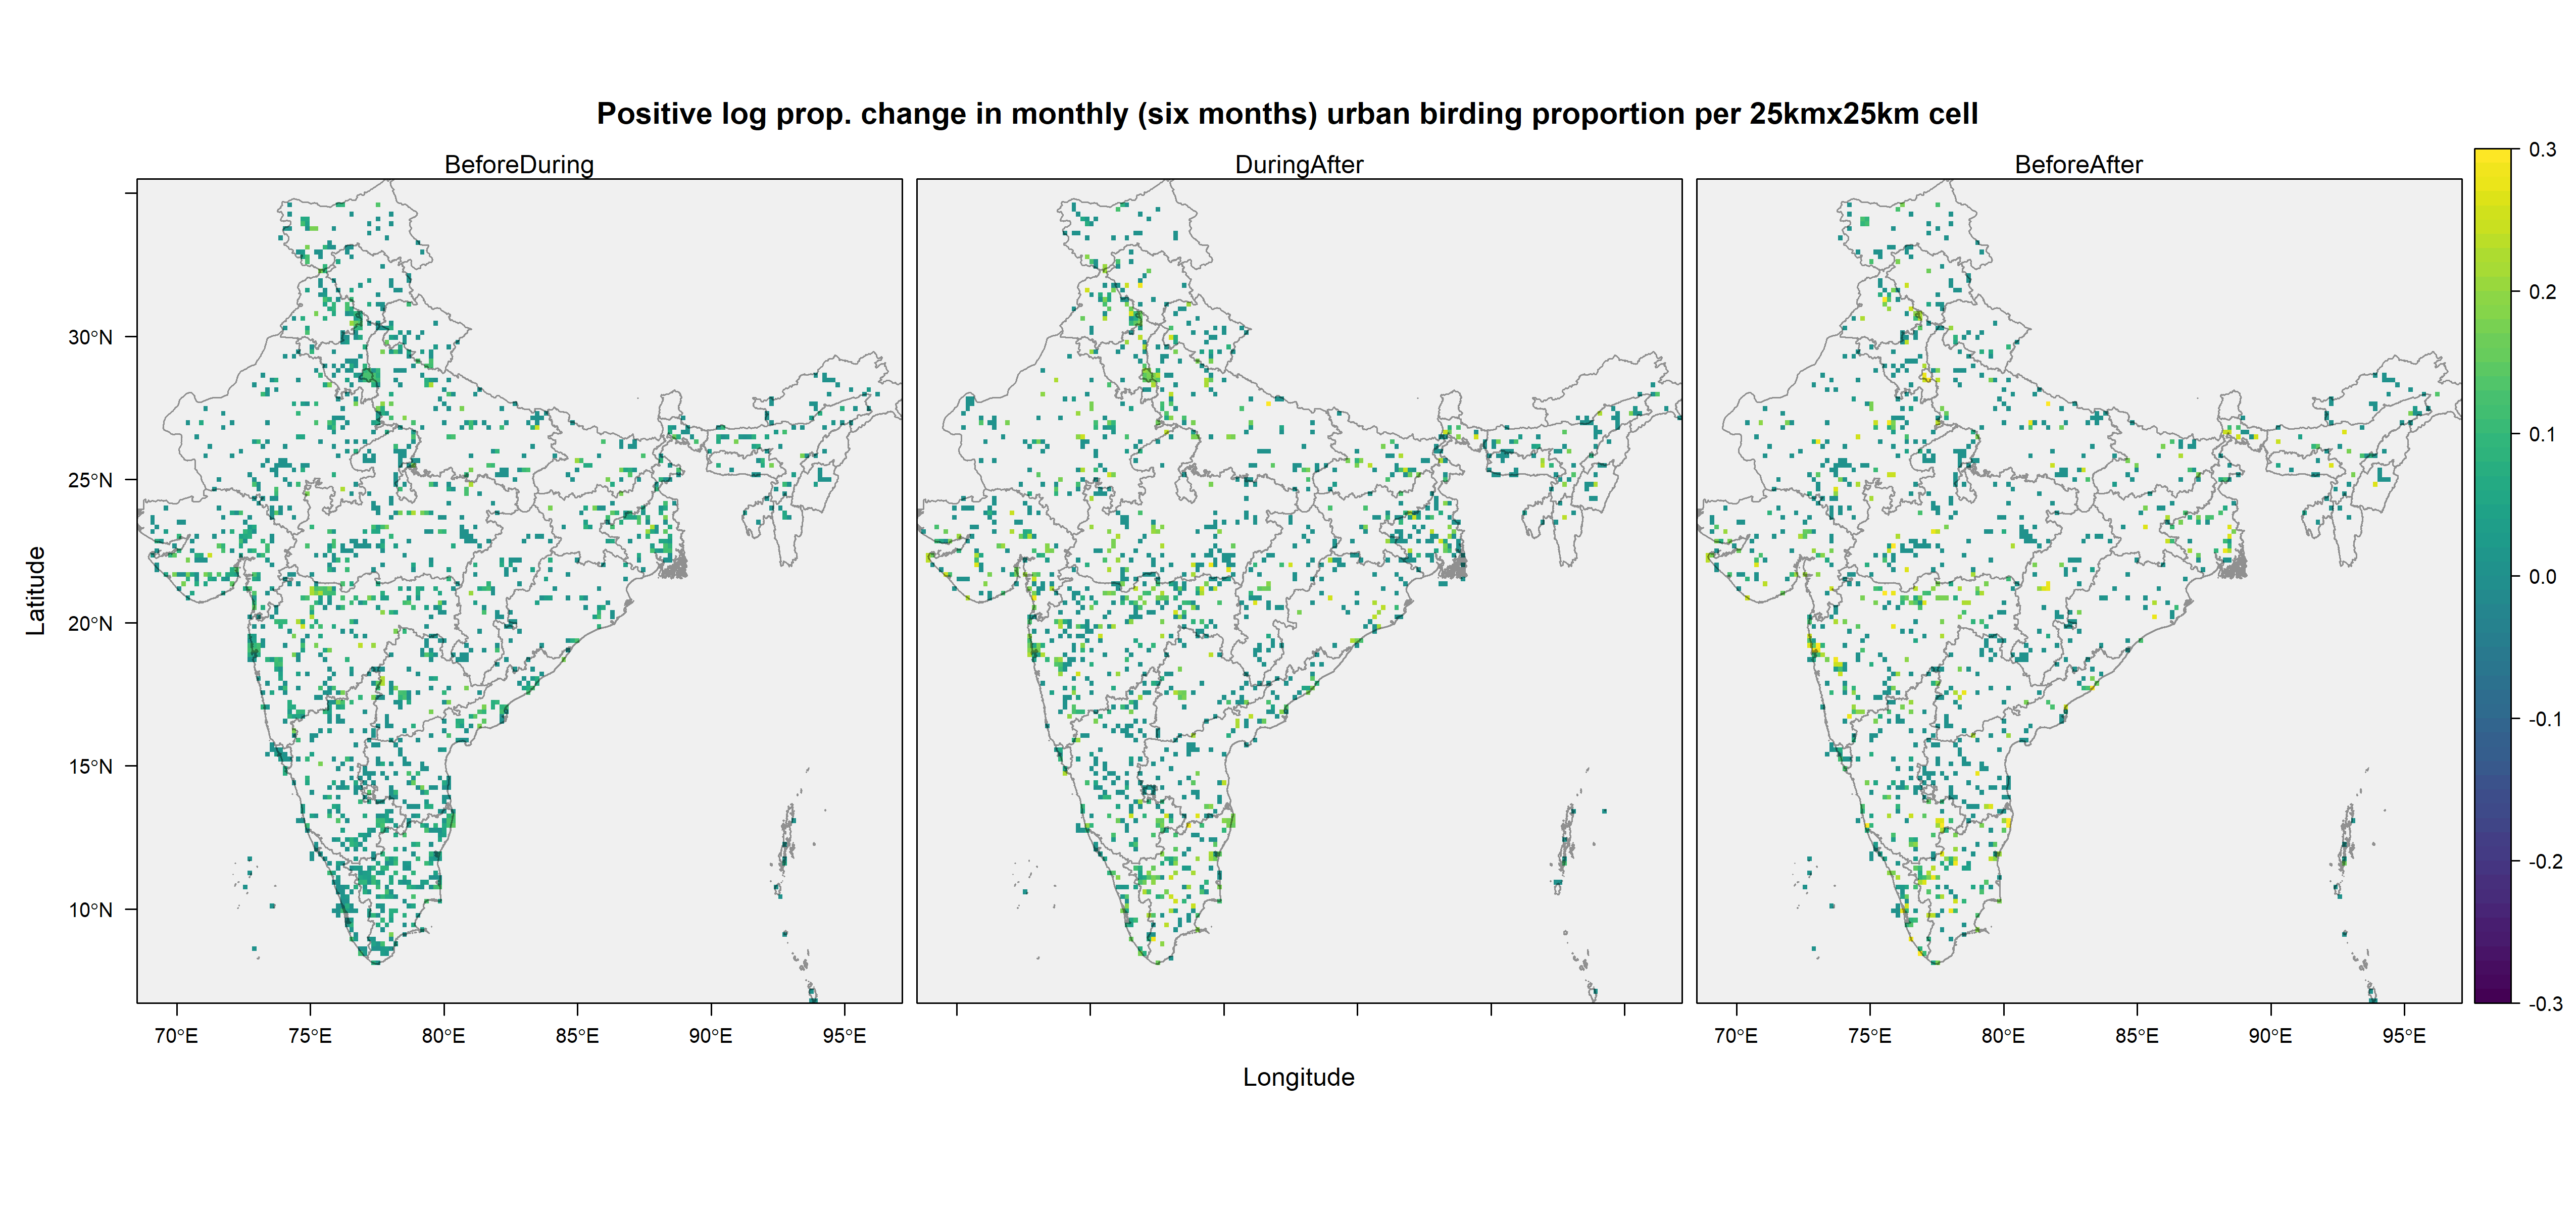 Positive log prop. change in monthly (six months) urban birding proportion per 25kmx25km cell
BeforeDuring
DuringAfter
BeforeAfter
Latitude
30°N
25°N
20°N
15°N
10°N
70°E 75°E 80°E 85°E 90°E 95°E
70°E 75°E 80°E 85°E 90°E 95°E
Longitude
0.3
0.2
0.1
0.0
-0.1
-0.2
-0.3